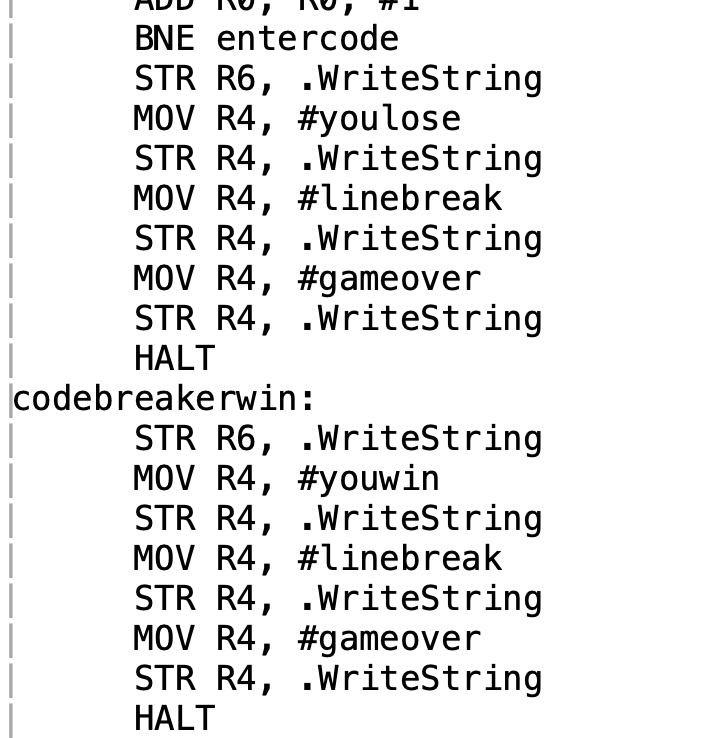 ADD R0, R0, #1
BNE entercode
STR R6, .WriteString
MOV R4, #youlose
STR R4, .WriteString
MOV R4, #linebreak
STR R4, .WriteString
MOV R4, #gameover
STR R4, .WriteString
HALT
codebreakerwin:
STR R6, .WriteString
MOV R4, #youwin
STR R4, .WriteString
MOV R4, #linebreak
STR R4, .WriteString
MOV R4, #gameover
STR R4, .WriteString
HALT